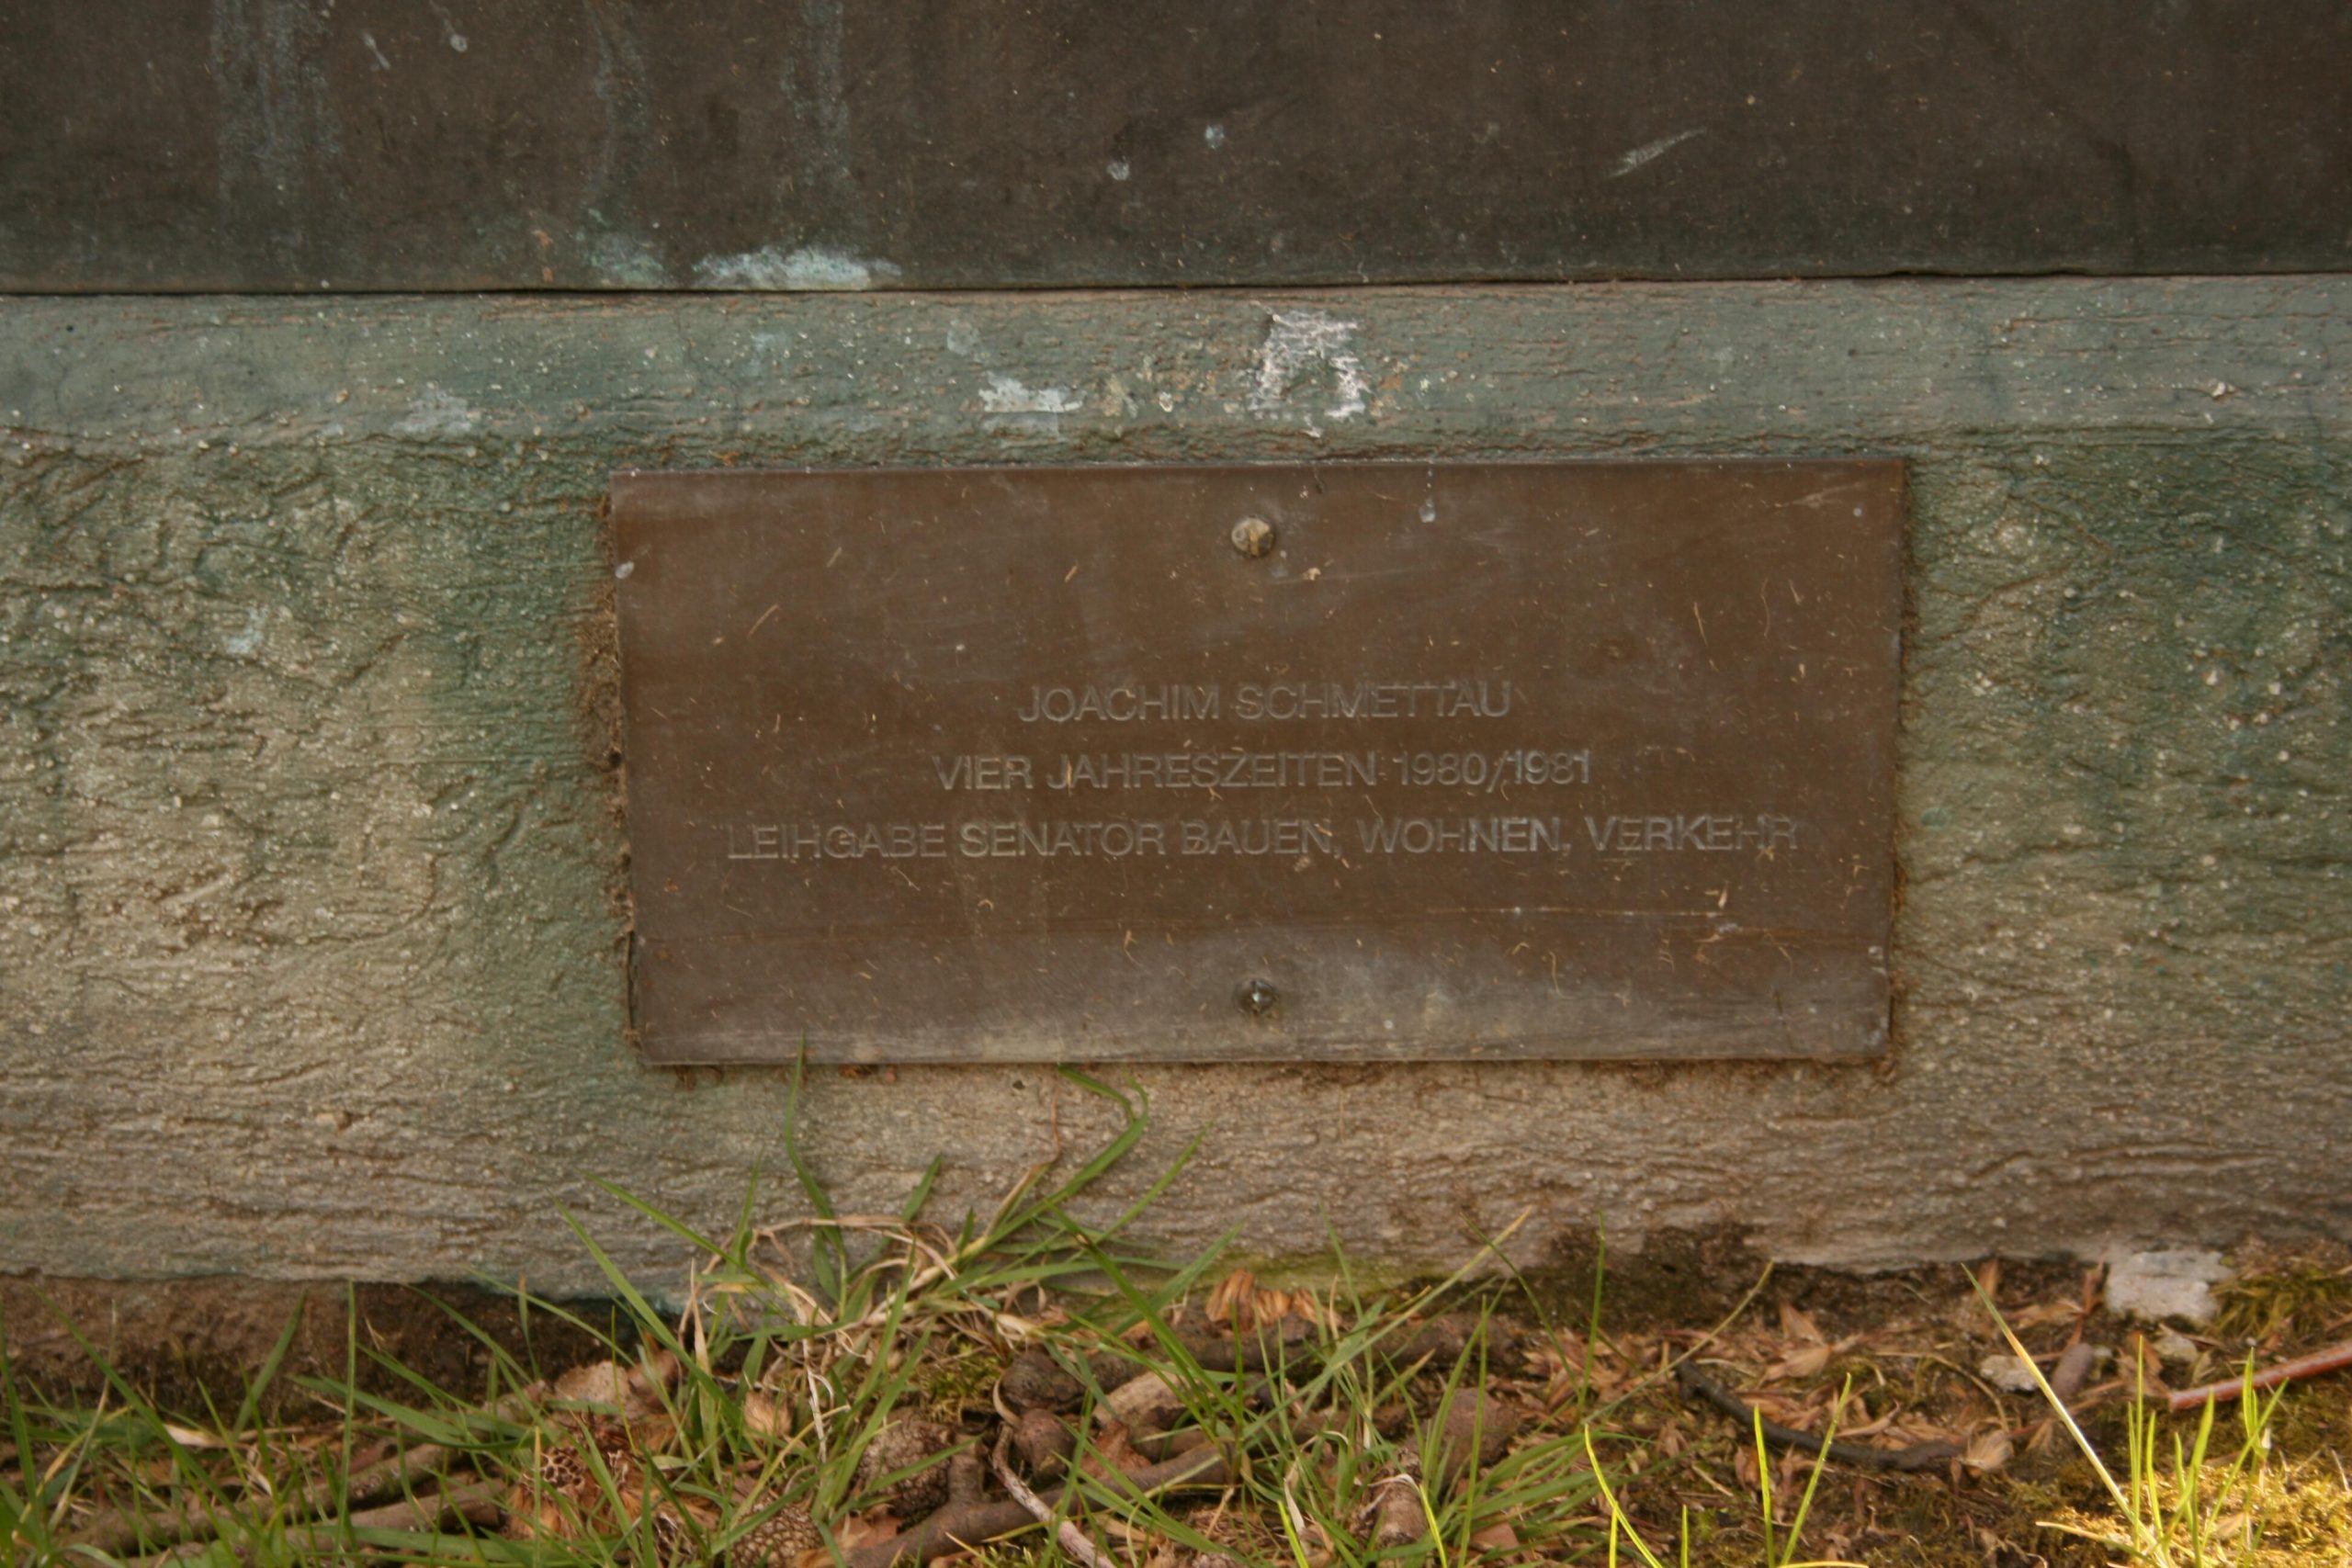 JOACHIM SCHMETTAU
VIER JAHRESZEITEN 1980/1981
LEIHGABE SENATOR BAUEN, WOHNEN, VERKEHR